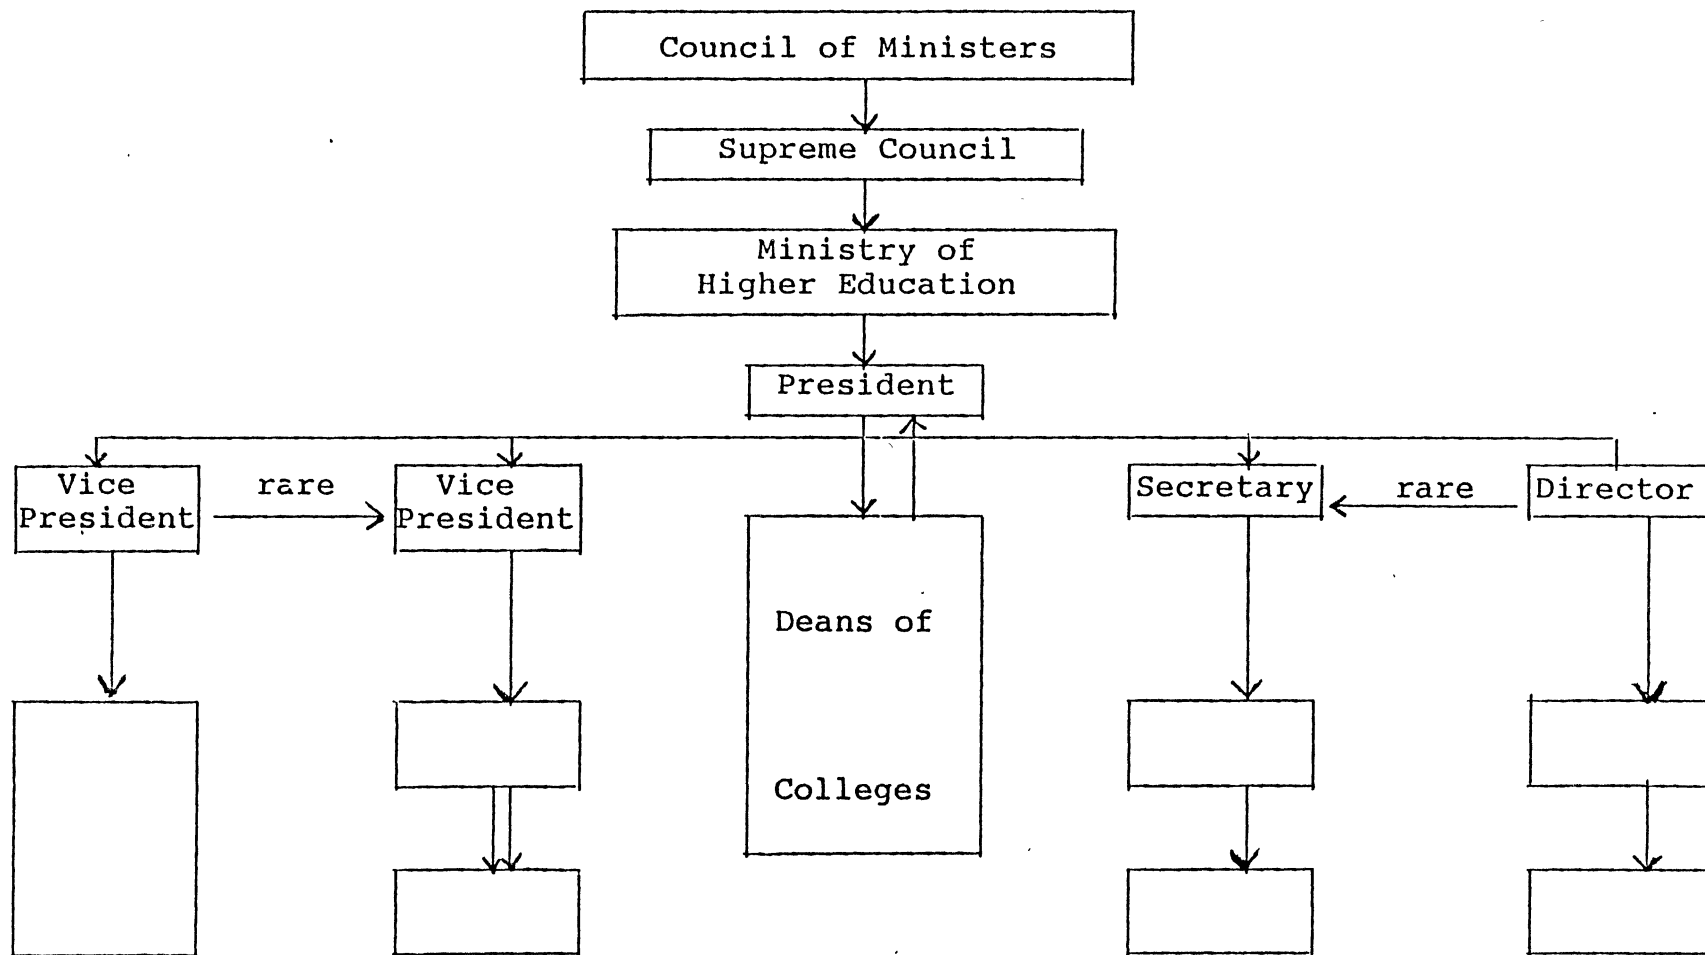 Council of Ministers
Supreme Council
Ministry of
Higher Education
President
Vice
President
rare
Vice
President
Secretary
rare
Director
Deans of
Colleges